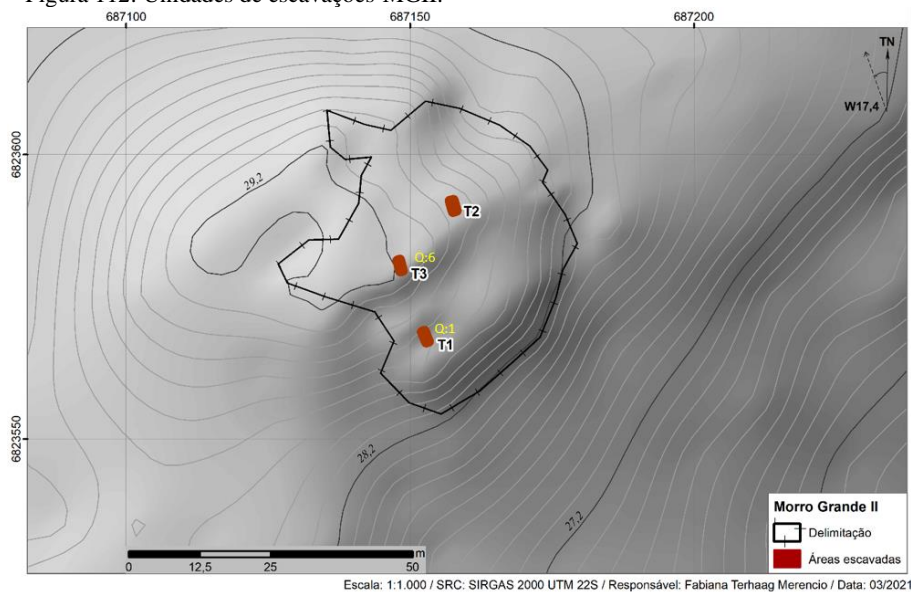 Figura 112: Unidades de escavações-MGII.
687100
687150
687200
TN
W17,4
6823600
29,2
T2
Q:6
T3
Q:1
T1
6823550
28,2
27,2
Morro Grande II
Delimitação
Áreas escavadas
m
0
12,5
25
50
Escala: 1:1.000 / SRC: SIRGAS 2000 UTM 22S / Responsável: Fabiana Terhaag Merencio / Data: 03/2021